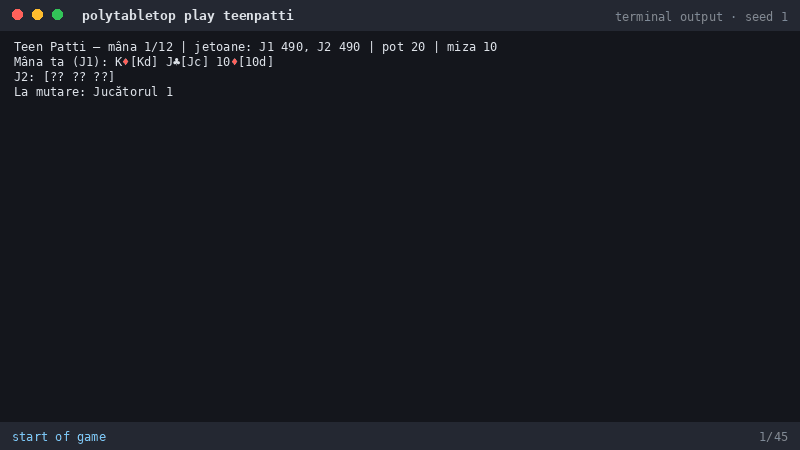 polytabletop play teenpatti
terminal output · seed 1
Teen Patti — mâna 1/12 | jetoane: J1 490, J2 490 | pot 20 | miza 10
Mâna ta (J1): K♦[Kd] J♣[Jc] 10♦[10d]
J2: [?? ?? ??]
La mutare: Jucătorul 1
start of game
1/45